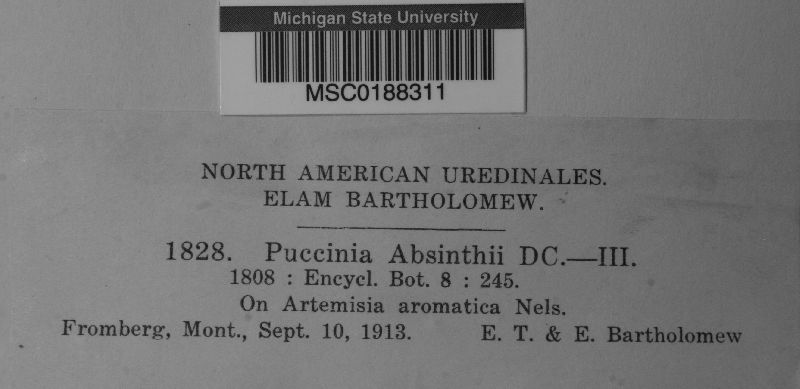 Michigan State University
MSC0188311
NORTH AMERICAN UREDINALES.
ELAM BARTHOLOMEW.
1828. Puccinia Absinthii DC.—III.
1808 : Encycl. Bot. 8 : 245.
On Artemisia aromatica Nels.
Fromberg, Mont., Sept. 10, 1913. E. T. & E. Bartholomew